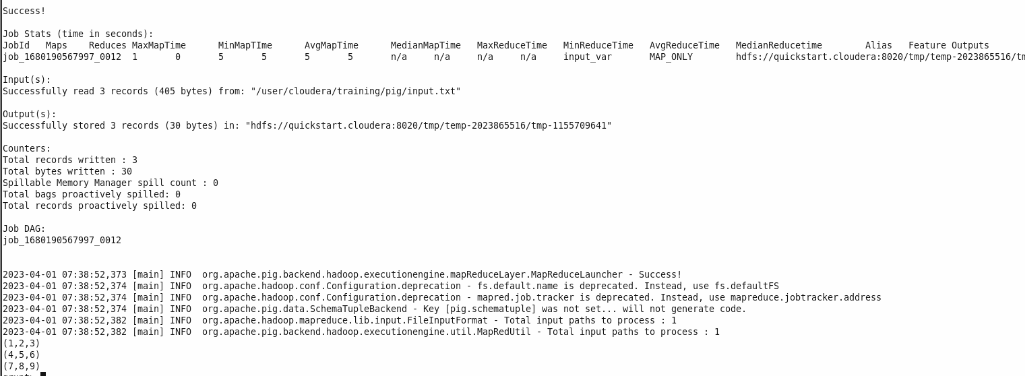 Success!
Job Stats (time in seconds):
JobId Maps Reduces MaxMapTime MinMapTIme AvgMapTime MedianMapTime MaxReduceTime MinReduceTime AvgReduceTime MedianReducetime Alias Feature Outputs
job_1680190567997_0012 1 0 5 5 5 5 n/a n/a n/a n/a input_var MAP_ONLY hdfs://quickstart.cloudera:8020/tmp/temp-2023865516/tm
Input(s):
Successfully read 3 records (405 bytes) from: "/user/cloudera/training/pig/input.txt"
Output(s):
Successfully stored 3 records (30 bytes) in: "hdfs://quickstart.cloudera:8020/tmp/temp-2023865516/tmp-1155709641"
Counters:
Total records written : 3
Total bytes written : 30
Spillable Memory Manager spill count : 0
Total bags proactively spilled: 0
Total records proactively spilled: 0
Job DAG:
job_1680190567997_0012
2023-04-01 07:38:52,373 [main] INFO org.apache.pig.backend.hadoop.executionengine.mapReduceLayer.MapReduceLauncher - Success!
2023-04-01 07:38:52,374 [main] INFO org.apache.hadoop.conf.Configuration.deprecation - fs.default.name is deprecated. Instead, use fs.defaultFS
2023-04-01 07:38:52,374 [main] INFO org.apache.hadoop.conf.Configuration.deprecation - mapred.job.tracker is deprecated. Instead, use mapreduce.jobtracker.address
2023-04-01 07:38:52,374 [main] INFO org.apache.pig.data.SchemaTupleBackend - Key [pig.schematuple] was not set... will not generate code.
2023-04-01 07:38:52,382 [main] INFO org.apache.hadoop.mapreduce.lib.input.FileInputFormat - Total input paths to process : 1
2023-04-01 07:38:52,382 [main] INFO org.apache.pig.backend.hadoop.executionengine.util.MapRedUtil - Total input paths to process : 1
(1,2,3)
(4,5,6)
(7,8,9)